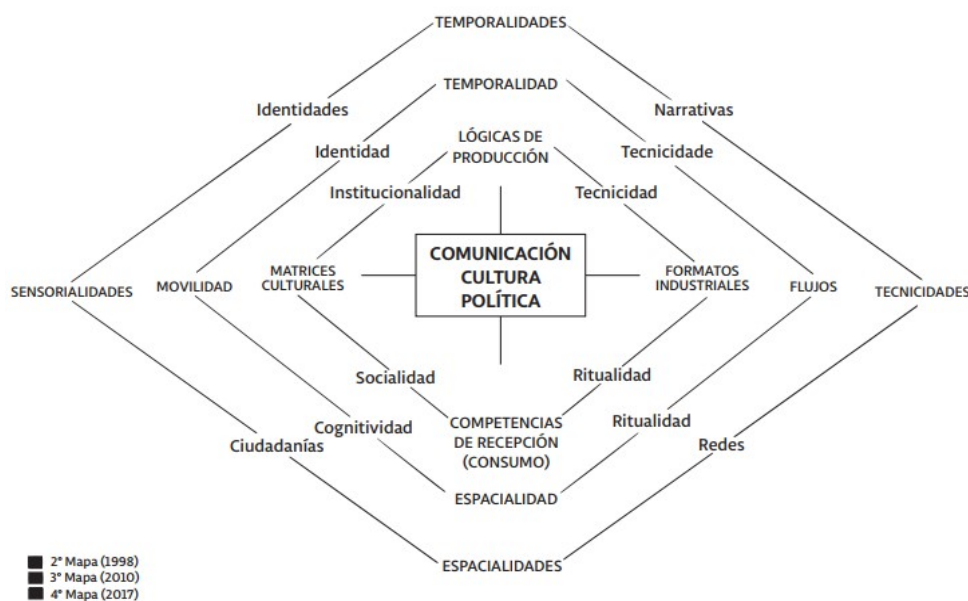 TEMPORALIDADES
TEMPORALIDAD
Identidades
Narrativas
LÓGICAS DE
PRODUCCIÓN
Identidad
Tecnicidade
Institucionalidad
Tecnicidad
COMUNICACIÓN
CULTURA
POLÍTICA
SENSORIALIDADES
MOVILIDAD
MATRICES
CULTURALES
FORMATOS
INDUSTRIALES
FLUJOS
TECNICIDADES
Socialidad
Ritualidad
Cognitividad
COMPETENCIAS
DE RECEPCIÓN
(CONSUMO)
Ritualidad
Ciudadanías
Redes
ESPACIALIDAD
ESPACIALIDADES
2° Mapa (1998)
3° Mapa (2010)
4° Mapa (2017)